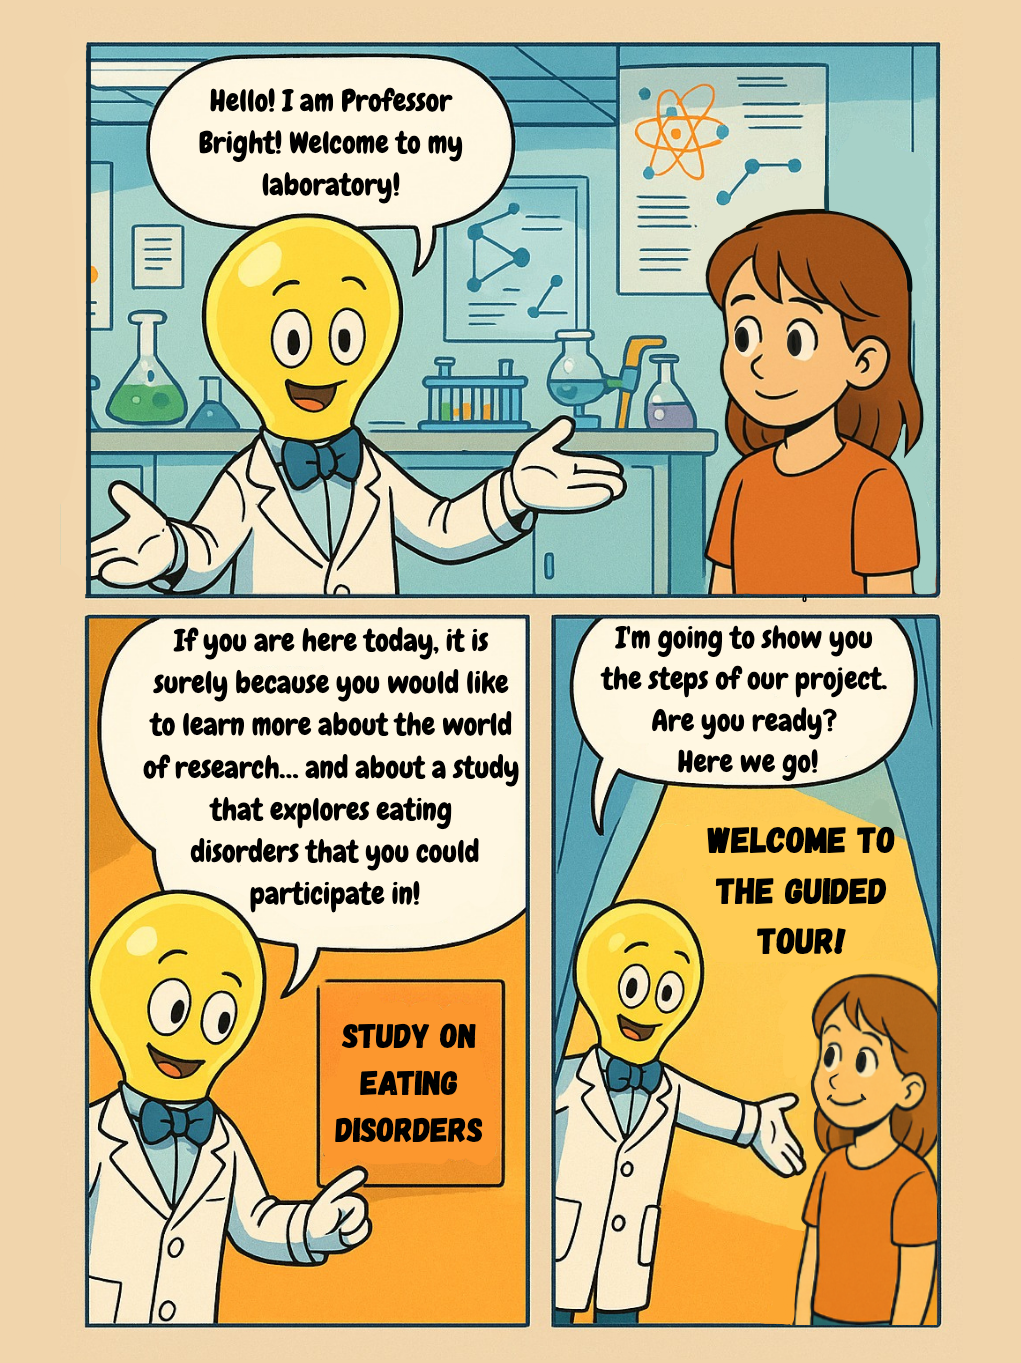 Hello! I am Professor
Bright! Welcome to my
laboratory!
If you are here today, it is
surely because you would like
to learn more about the world
of research... and about a study
that explores eating
disorders that you could
participate in!
STUDY ON
EATING
DISORDERS
I'm going to show you
the steps of our project.
Are you ready?
Here we go!
WELCOME TO
THE GUIDED
TOUR!